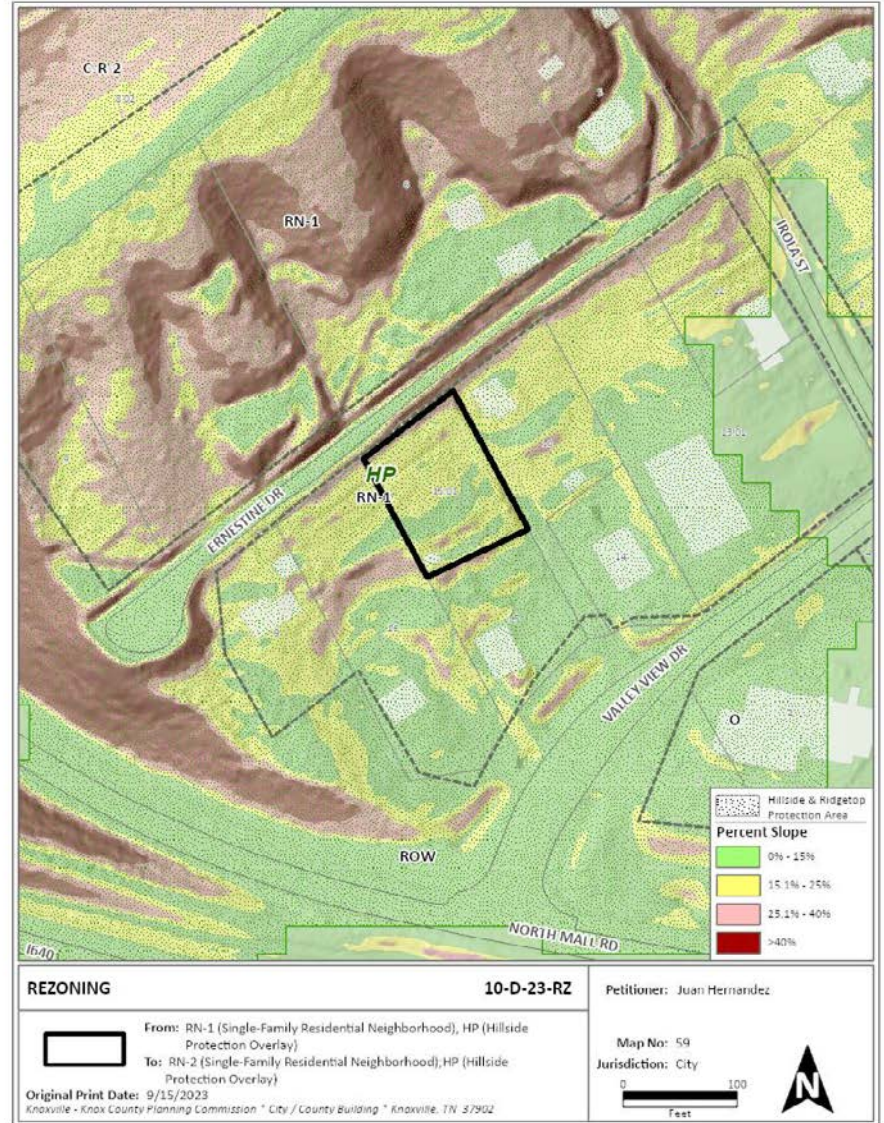 C-R-2
RN-1
IROLA ST
HP
RN-1
ERNESTINE DR
14
VALLEY VIEW DR
O
ROW
NORTH MALL RD
I640
Hillside & Ridgetop
Protection Area
Percent Slope
0% - 15%
15.1% - 25%
25.1% - 40%
>40%
REZONING
10-D-23-RZ
From: RN-1 (Single-Family Residential Neighborhood), HP (Hillside
Protection Overlay)
To: RN-2 (Single-Family Residential Neighborhood);HP (Hillside
Protection Overlay)
Original Print Date: 9/15/2023
Knoxville - Knox County Planning Commission * City / County Building * Knoxville, TN 37902
Petitioner: Juan Hernandez
Map No: 59
Jurisdiction: City
0 100
Feet
N